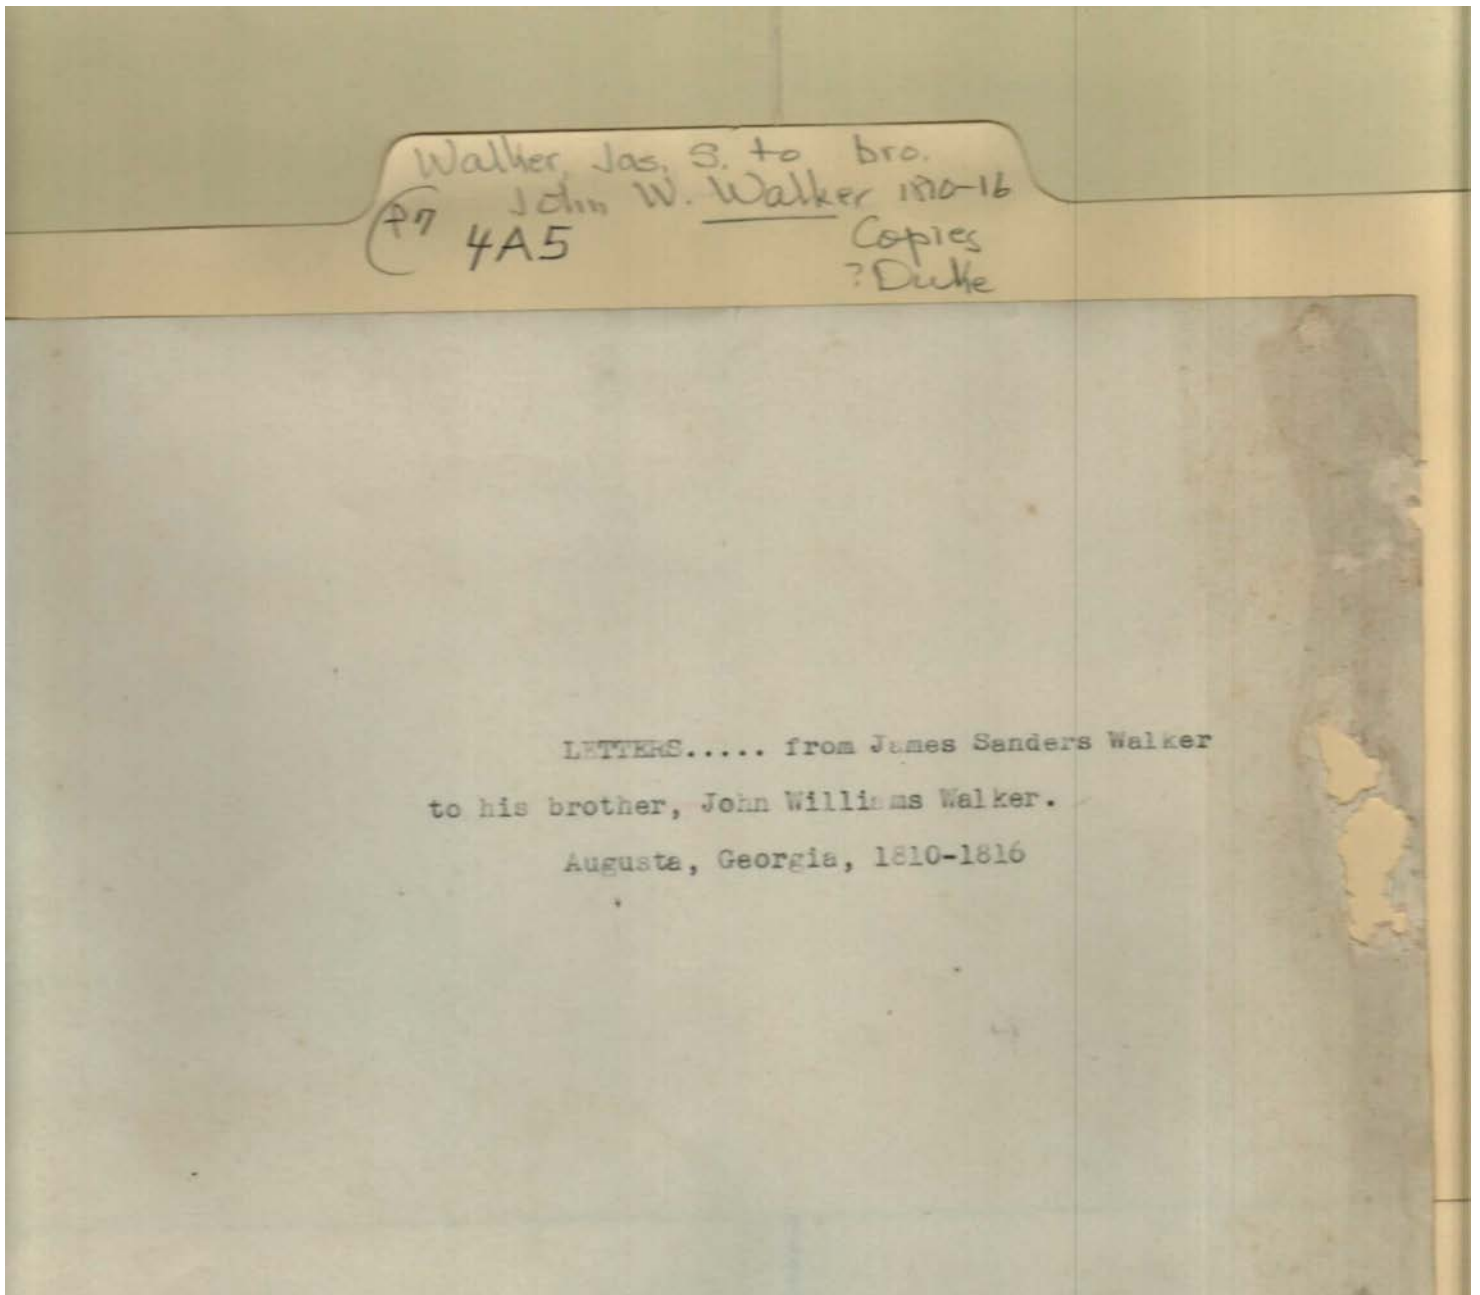 Walker, Jas. S. to bro.
John W. Walker 1810-16
4A5 Copies
? Duke
LETTERS..... from James Sanders Walker
to his brother, John Williams Walker.
Augusta, Georgia, 1810-1816